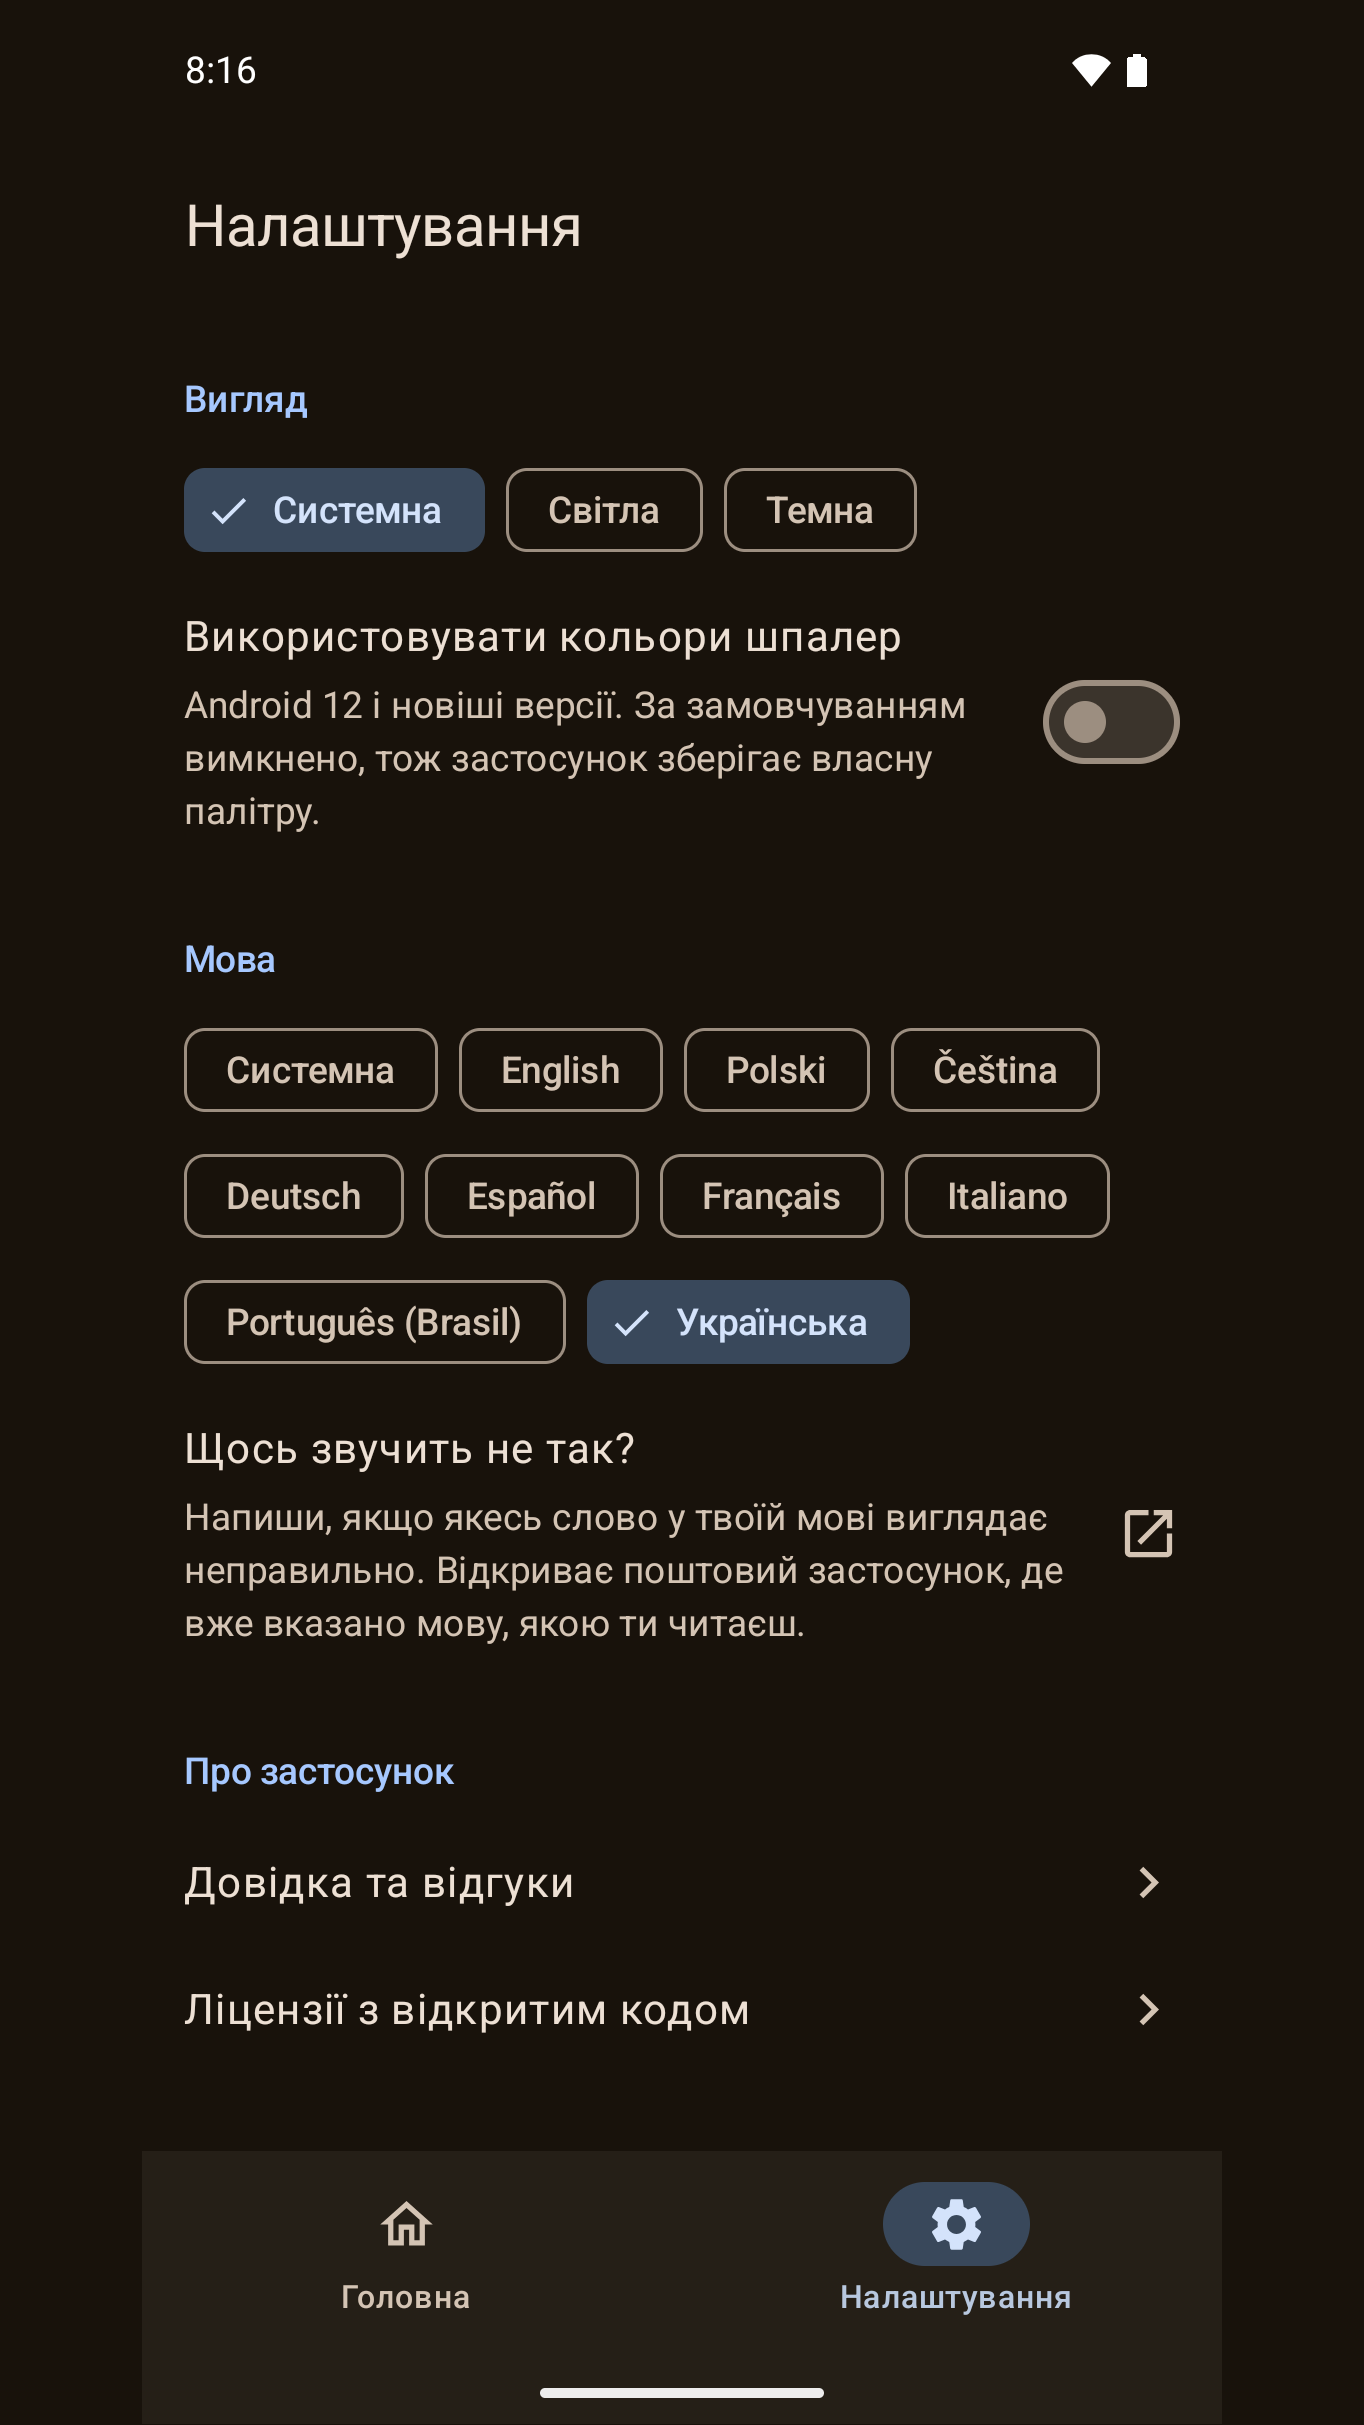 8:16
Налаштування
Вигляд
Системна
Світла
Темна
Використовувати кольори шпалер
Android 12 і новіші версії. За замовчуванням
вимкнено, тож застосунок зберігає власну
палітру.
Мова
Системна
English
Polski
Čeština
Deutsch
Español
Français
Italiano
Português (Brasil)
Українська
Щось звучить не так?
Напиши, якщо якесь слово у твоїй мові виглядає
неправильно. Відкриває поштовий застосунок, де
вже вказано мову, якою ти читаєш.
Про застосунок
Довідка та відгуки
Ліцензії з відкритим кодом
Головна
Налаштування